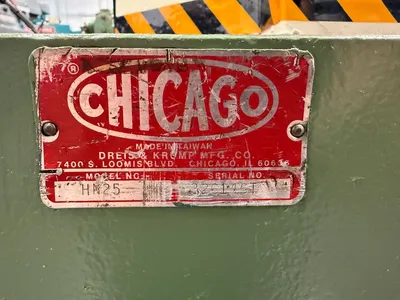 ®
CHICAGO
MADE IN TAIWAN
DREIS & KRUMP MFG. CO.
7400 S. LOOMIS BLVD. CHICAGO, IL 60636
MODEL NO. SERIAL NO.
HN25